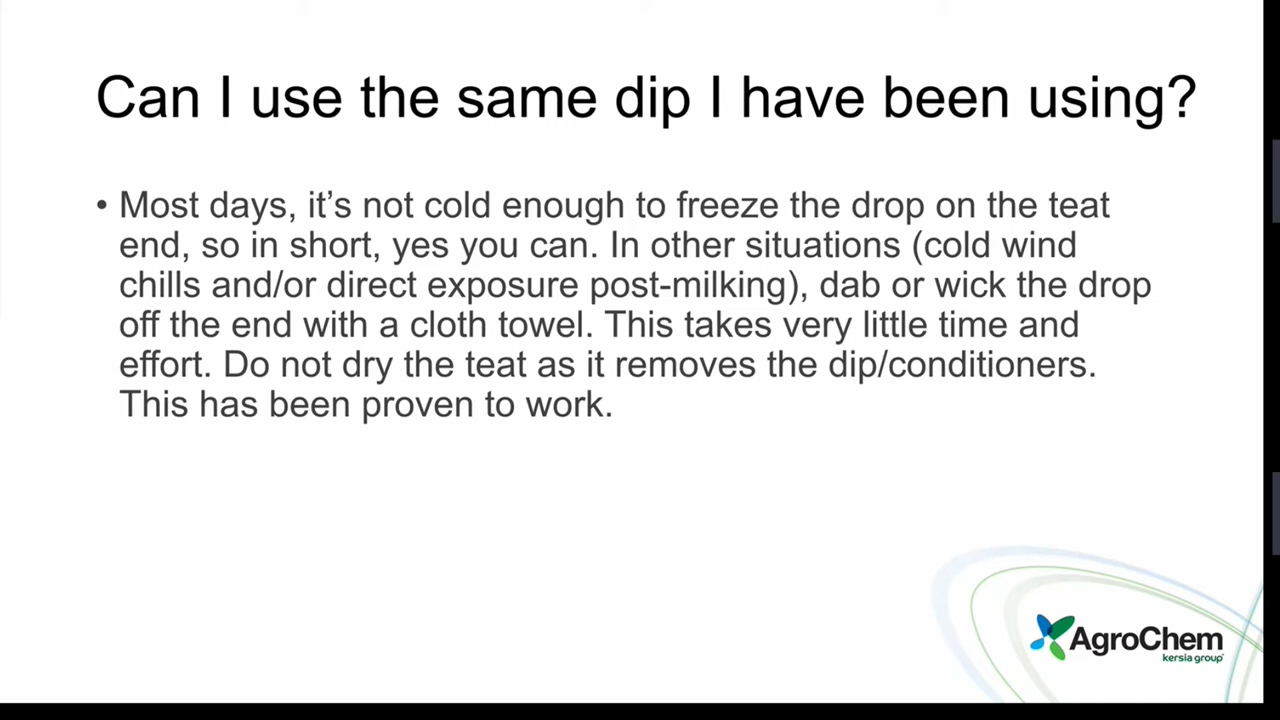 Can I use the same dip I have been using?
• Most days, it’s not cold enough to freeze the drop on the teat
end, so in short, yes you can. In other situations (cold wind
chills and/or direct exposure post-milking), dab or wick the drop
off the end with a cloth towel. This takes very little time and
effort. Do not dry the teat as it removes the dip/conditioners.
This has been proven to work.
AgroChem
kersia group